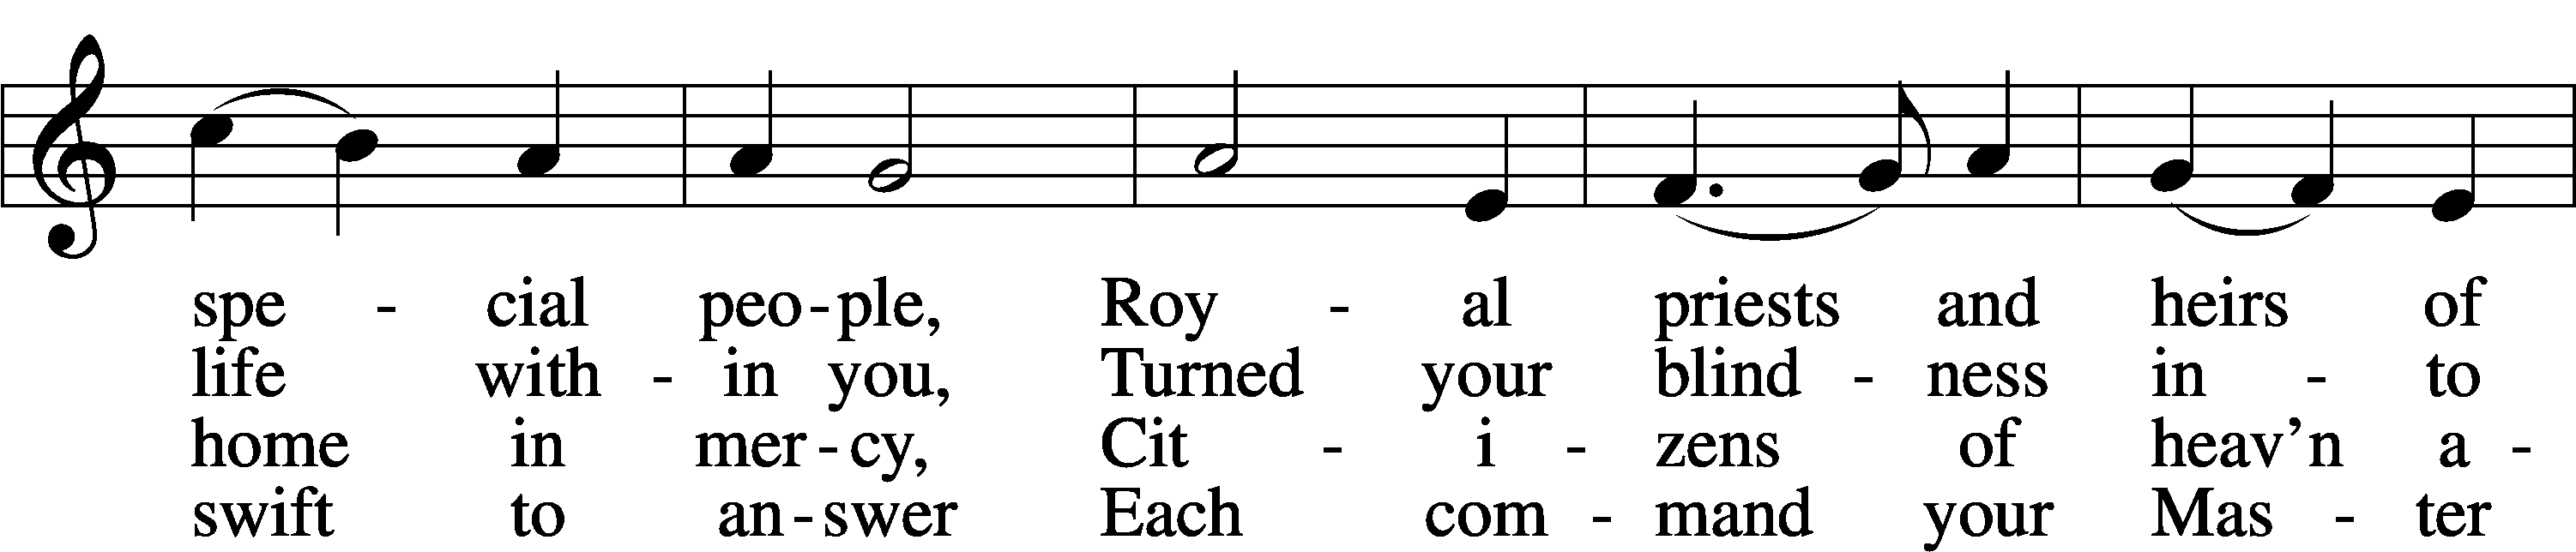 spe - cial peo - ple, Roy - al priests and heirs of
life with - in you, Turned your blind - ness in - to
home in mer - cy, Cit - i - zens of heav’n a -
swift to an - swer Each com - mand your Mas - ter